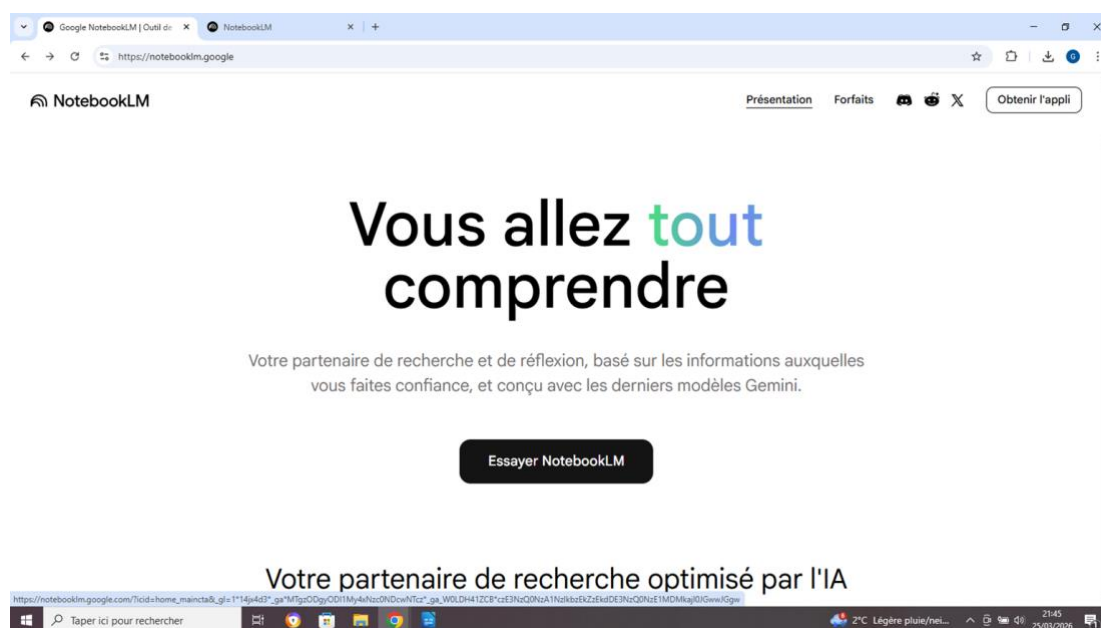 Google NotebookLM | Outil de
NotebookLM
https://notebooklm.google
NotebookLM
Présentation
Forfaits
Obtenir l'appli
Vous allez tout
comprendre
Votre partenaire de recherche et de réflexion, basé sur les informations auxquelles
vous faites confiance, et conçu avec les derniers modèles Gemini.
Essayer NotebookLM
Votre partenaire de recherche optimisé par l'IA
Taper ici pour rechercher
2°C Légère pluie/nei...
21:45
25/03/2026